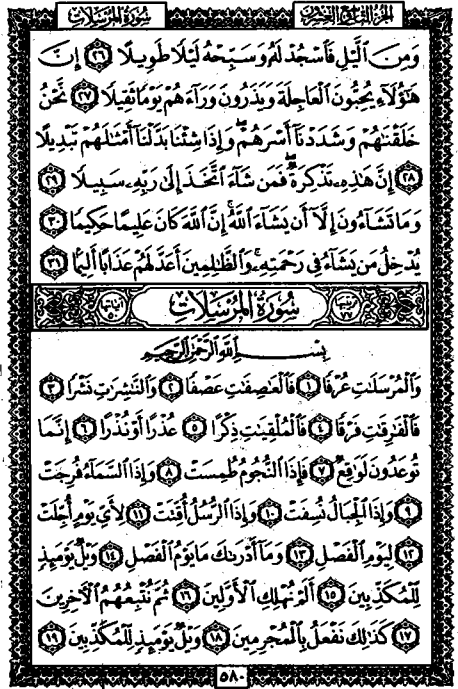 الجزء التاسع والعشرون
سُورَةُ المُرْسَلَات
وَمِنَ ٱلَّيْلِ فَٱسْجُدْ لَهُۥ وَسَبِّحْهُ لَيْلًا طَوِيلًا ٢٦ إِنَّ
هَٰٓؤُلَآءِ يُحِبُّونَ ٱلْعَاجِلَةَ وَيَذَرُونَ وَرَآءَهُمْ يَوْمًا ثَقِيلًا ٢٧ نَّحْنُ
خَلَقْنَٰهُمْ وَشَدَدْنَآ أَسْرَهُمْ ۖ وَإِذَا شِئْنَا بَدَّلْنَآ أَمْثَٰلَهُمْ تَبْدِيلًا
٢٨ إِنَّ هَٰذِهِۦ تَذْكِرَةٌ ۖ فَمَن شَآءَ ٱتَّخَذَ إِلَىٰ رَبِّهِۦ سَبِيلًا ٢٩
وَمَا تَشَآءُونَ إِلَّآ أَن يَشَآءَ ٱللَّهُ ۚ إِنَّ ٱللَّهَ كَانَ عَلِيمًا حَكِيمًا ٣٠
يُدْخِلُ مَن يَشَآءُ فِى رَحْمَتِهِۦ ۚ وَٱلظَّٰلِمِينَ أَعَدَّ لَهُمْ عَذَابًا أَلِيمًا ٣١
سُورَةُ المُرْسَلَات
بِسْمِ ٱللَّهِ ٱلرَّحْمَٰنِ ٱلرَّحِيمِ
وَٱلْمُرْسَلَٰتِ عُرْفًا ١ فَٱلْعَٰصِفَٰتِ عَصْفًا ٢ وَٱلنَّٰشِرَٰتِ نَشْرًا ٣
فَٱلْفَٰرِقَٰتِ فَرْقًا ٤ فَٱلْمُلْقِيَٰتِ ذِكْرًا ٥ عُذْرًا أَوْ نُذْرًا ٦ إِنَّمَا
تُوعَدُونَ لَوَٰقِعٌ ٧ فَإِذَا ٱلنُّجُومُ طُمِسَتْ ٨ وَإِذَا ٱلسَّمَآءُ فُرِجَتْ
٩ وَإِذَا ٱلْجِبَالُ نُسِفَتْ ١٠ وَإِذَا ٱلرُّسُلُ أُقِّتَتْ ١١ لِأَىِّ يَوْمٍ أُجِّلَتْ
١٢ لِيَوْمِ ٱلْفَصْلِ ١٣ وَمَآ أَدْرَىٰكَ مَا يَوْمُ ٱلْفَصْلِ ١٤ وَيْلٌ يَوْمَئِذٍ
لِّلْمُكَذِّبِينَ ١٥ أَلَمْ نُهْلِكِ ٱلْأَوَّلِينَ ١٦ ثُمَّ نُتْبِعُهُمُ ٱلْءَاخِرِينَ
١٧ كَذَٰلِكَ نَفْعَلُ بِٱلْمُجْرِمِينَ ١٨ وَيْلٌ يَوْمَئِذٍ لِّلْمُكَذِّبِينَ ١٩
٥٨٠